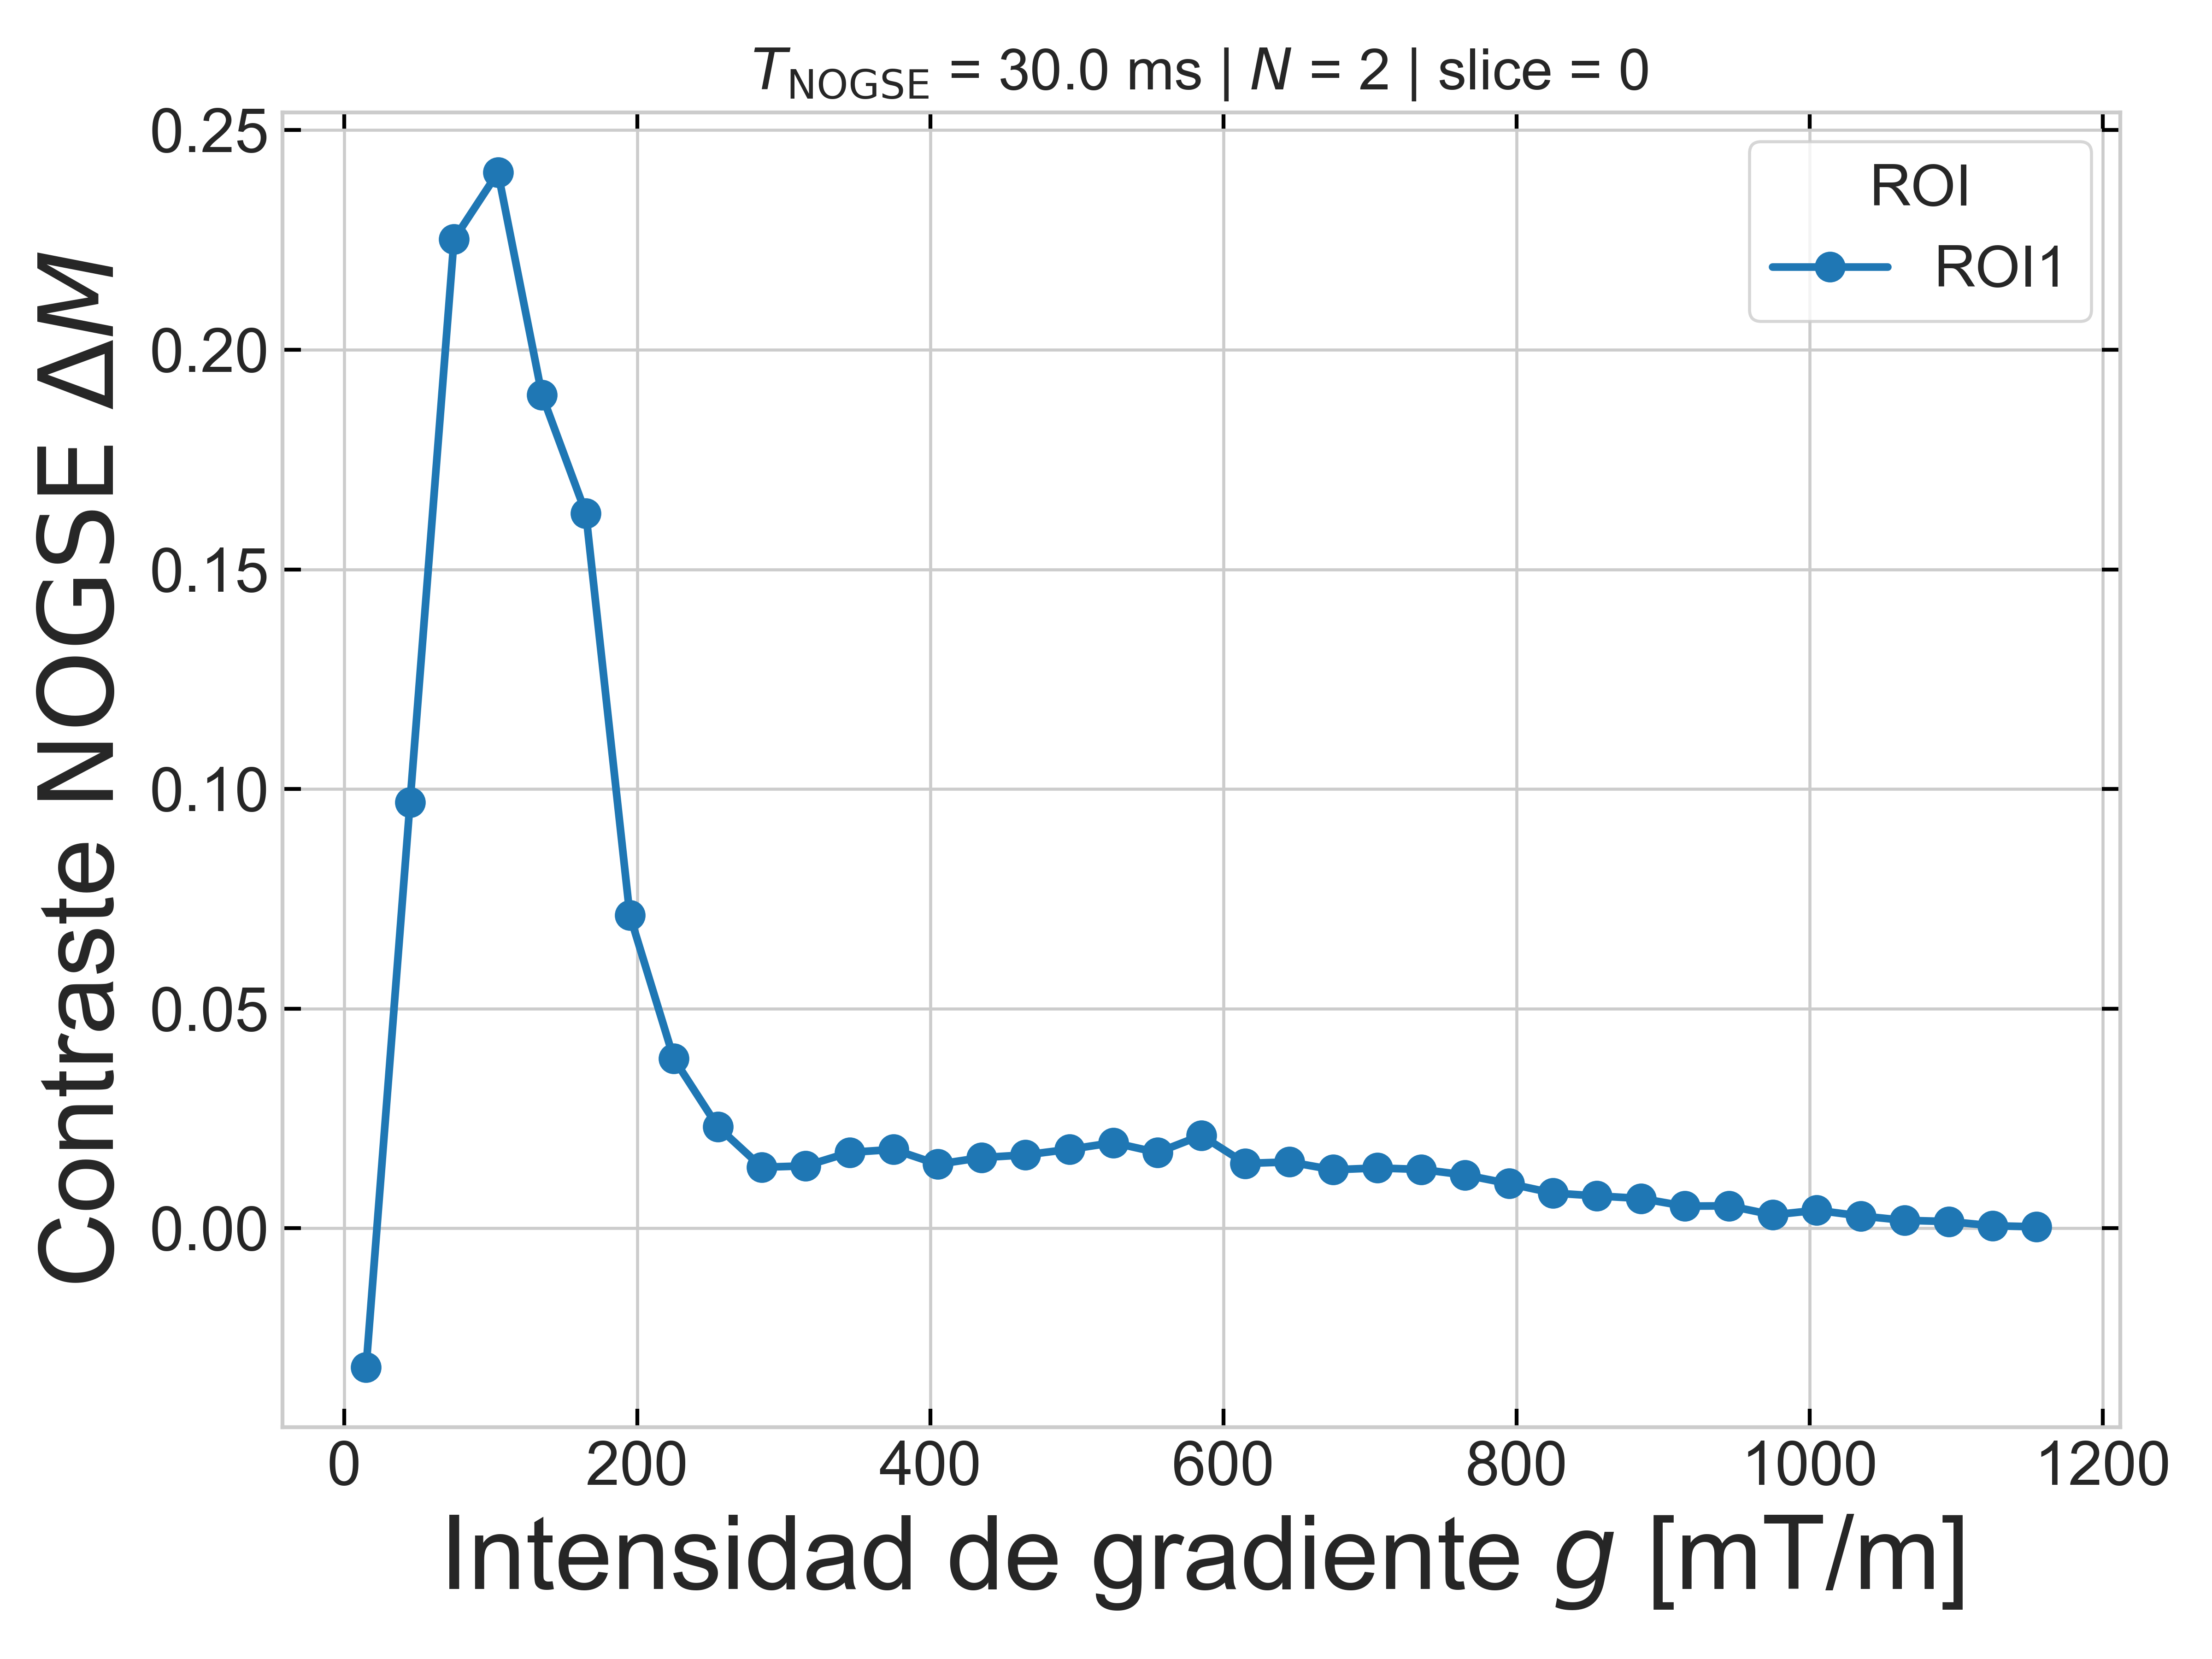 T_NOGSE = 30.0 ms | N = 2 | slice = 0
Contraste NOGSE ΔM
0.25
0.20
0.15
0.10
0.05
0.00
ROI
ROI1
0 200 400 600 800 1000 1200
Intensidad de gradiente g [mT/m]